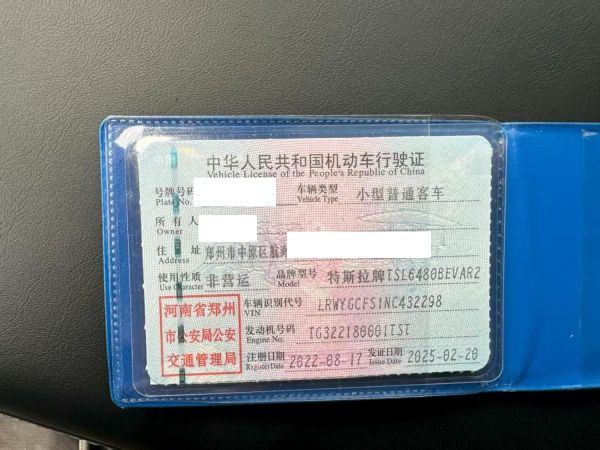 中华人民共和国机动车行驶证
Vehicle License of the People's Republic of China
号牌号码 车辆类型 小型普通客车
Plate No. Vehicle Type
所有人
Owner
住址 郑州市中原区航海
Address
使用性质 非营运 品牌型号 特斯拉牌TSL6480BEVAR2
Use Character Model
河南省郑州
市公安局公安
交通管理局
车辆识别代号 LRWYGCFS1NC432298
VIN
发动机号码 TG322180001TST
Engine No.
注册日期 2022-08-17 发证日期 2025-02-20
Register Date Issue Date